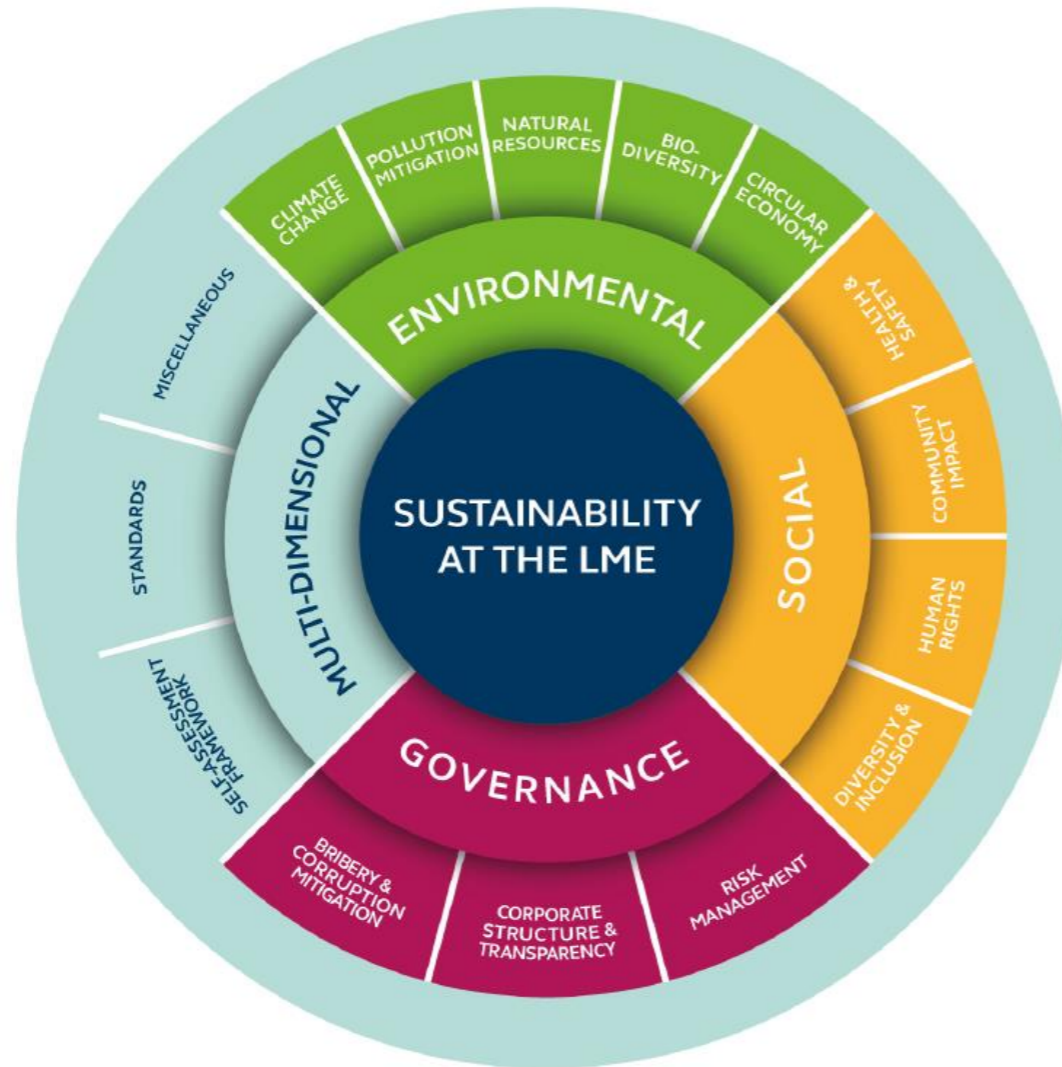 SUSTAINABILITY
AT THE LME
ENVIRONMENTAL
CLIMATE
CHANGE
POLLUTION
MITIGATION
NATURAL
RESOURCES
BIO-
DIVERSITY
CIRCULAR
ECONOMY
SOCIAL
HEALTH &
SAFETY
COMMUNITY
IMPACT
HUMAN
RIGHTS
DIVERSITY &
INCLUSION
GOVERNANCE
RISK
MANAGEMENT
CORPORATE
STRUCTURE &
TRANSPARENCY
BRIBERY &
CORRUPTION
MITIGATION
MULTI-DIMENSIONAL
SELF-ASSESSMENT
FRAMEWORK
STANDARDS
MISCELLANEOUS